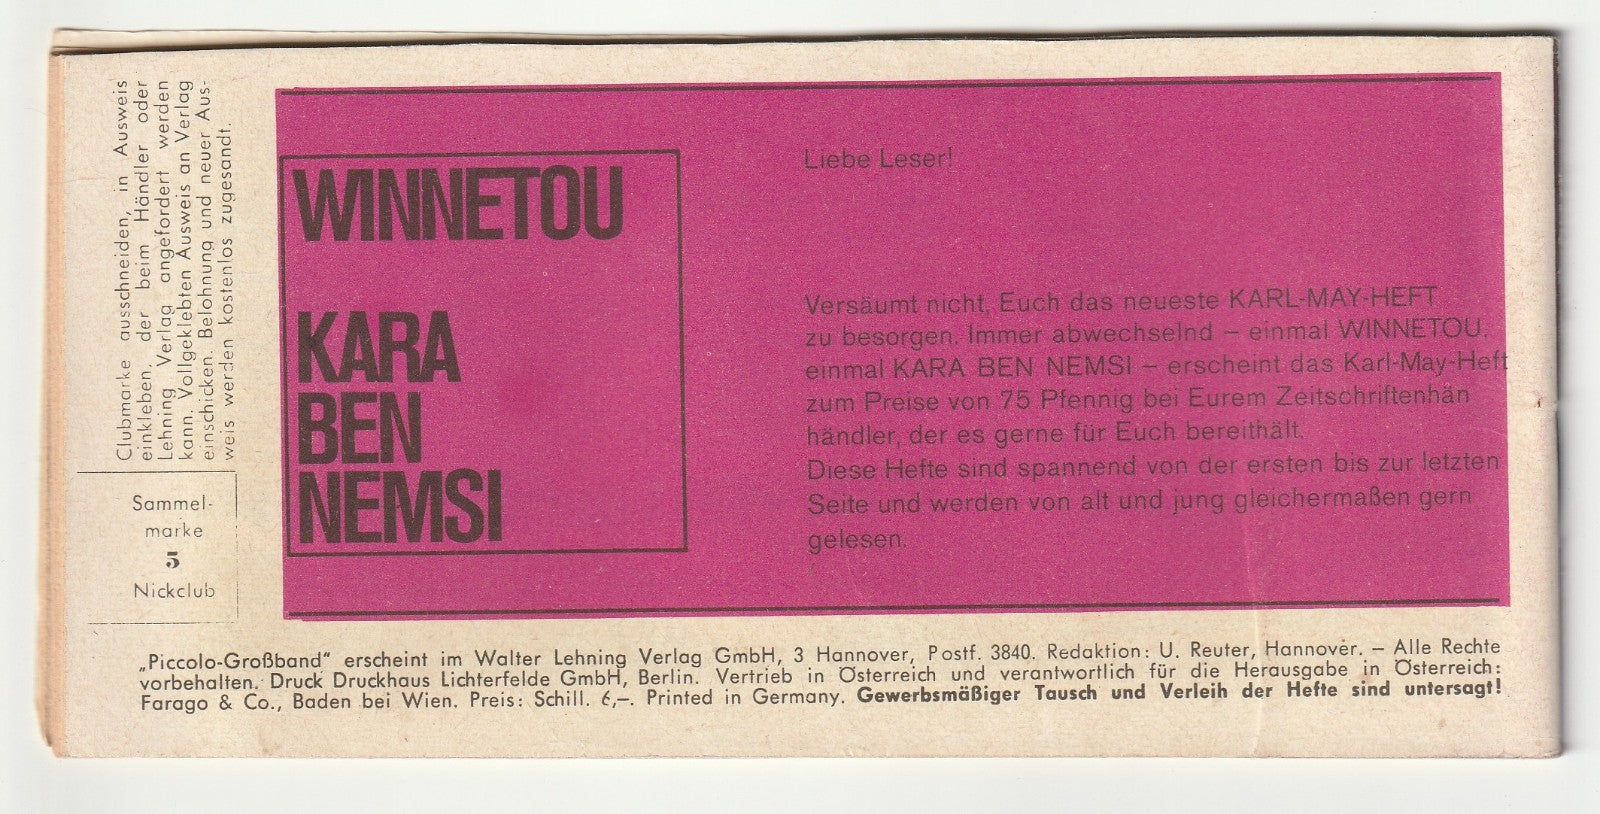 Clubmarke ausschneiden, in Ausweis
einkleben, der beim Händler oder
Lehning Verlag angefordert werden
kann. Vollgeklebten Ausweis an Verlag
einschicken. Belohnung und neuer Aus-
weis werden kostenlos zugesandt.
Sammel-
marke
5
Nickclub
WINNETOU
KARA
BEN
NEMSI
Liebe Leser!
Versäumt nicht, Euch das neueste KARL-MAY-HEFT
zu besorgen. Immer abwechselnd – einmal WINNETOU,
einmal KARA BEN NEMSI – erscheint das Karl-May-Heft
zum Preise von 75 Pfennig bei Eurem Zeitschriftenhän
händler, der es gerne für Euch bereithält.
Diese Hefte sind spannend von der ersten bis zur letzten
Seite und werden von alt und jung gleichermaßen gern
gelesen.
„Piccolo-Großband“ erscheint im Walter Lehning Verlag GmbH, 3 Hannover, Postf. 3840. Redaktion: U. Reuter, Hannover. – Alle Rechte
vorbehalten. Druck Druckhaus Lichterfelde GmbH, Berlin. Vertrieb in Österreich und verantwortlich für die Herausgabe in Österreich:
Farago & Co., Baden bei Wien. Preis: Schill. 6,–. Printed in Germany. Gewerbsmäßiger Tausch und Verleih der Hefte sind untersagt!